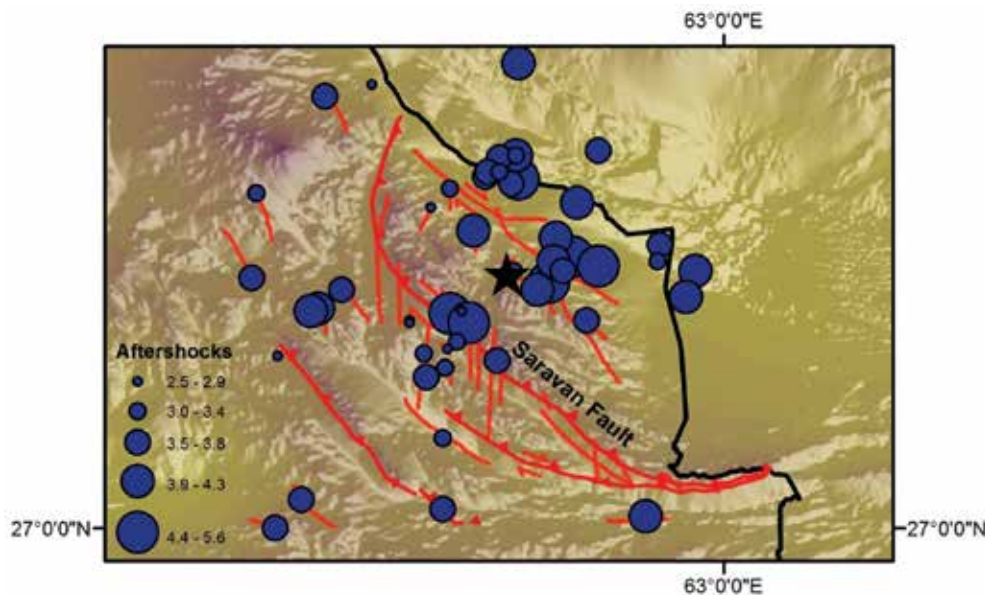 63°0'0"E
Saravan Fault
Aftershocks
2.5 - 2.9
3.0 - 3.4
3.5 - 3.8
3.9 - 4.3
4.4 - 5.6
27°0'0"N
27°0'0"N
63°0'0"E